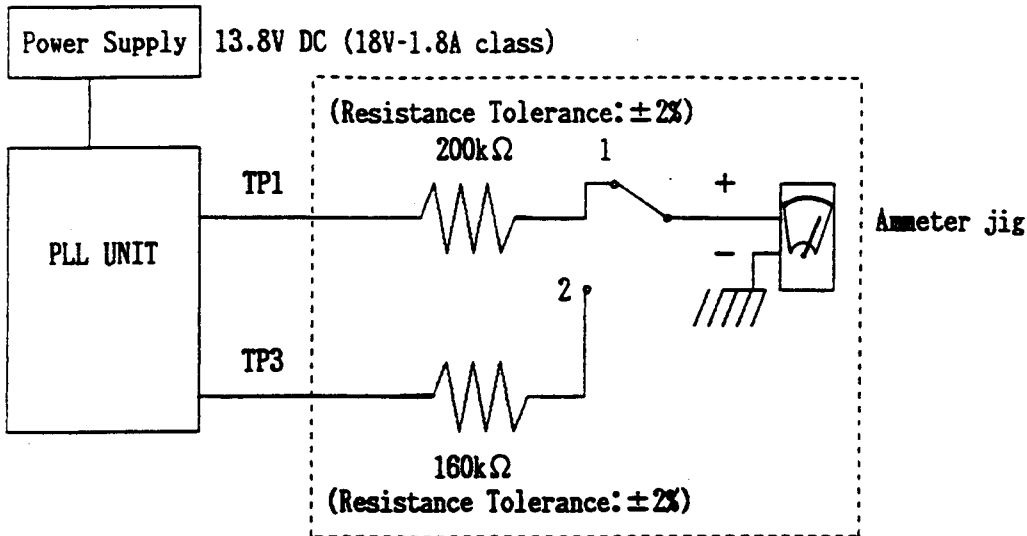 Power Supply
13.8V DC (18V-1.8A class)
(Resistance Tolerance:±2%)
200kΩ
1
TP1
+
Ammeter jig
PLL UNIT
−
2
TP3
160kΩ
(Resistance Tolerance:±2%)